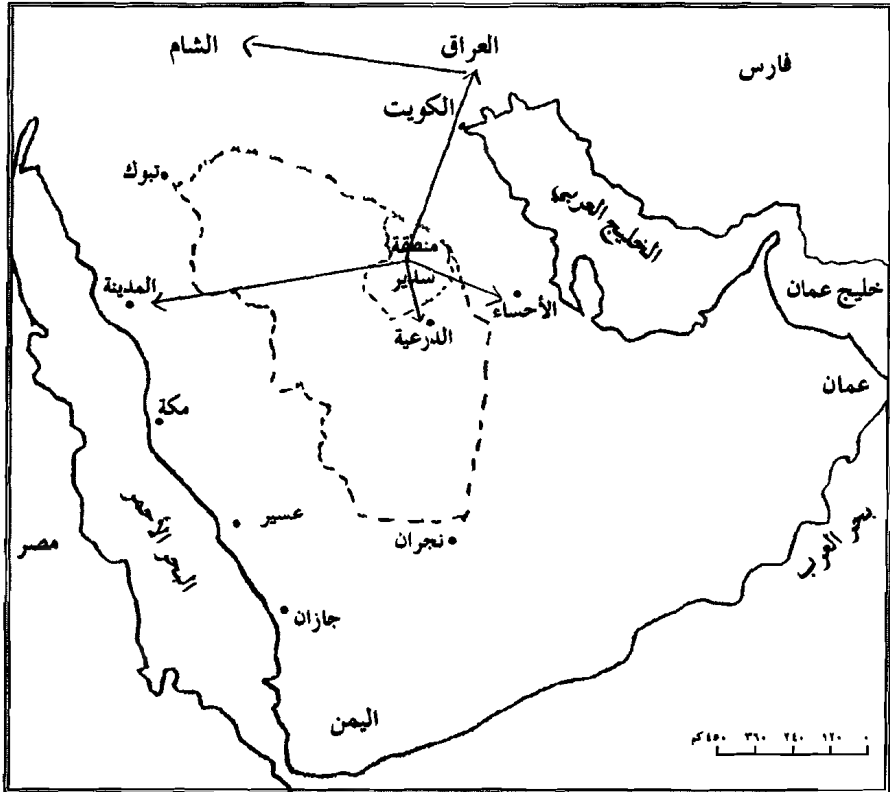 العراق
الشام
فارس
الكويت
تبوك
الخليج العربي
منطقة
سدير
المدينة
الأحساء
خليج عمان
الدرعية
عمان
مكة
عسير
البحر الأحمر
مصر
نجران
بحر العرب
جازان
اليمن
٤٥٠كم ٣٦٠ ٢٤٠ ١٢٠ ٠